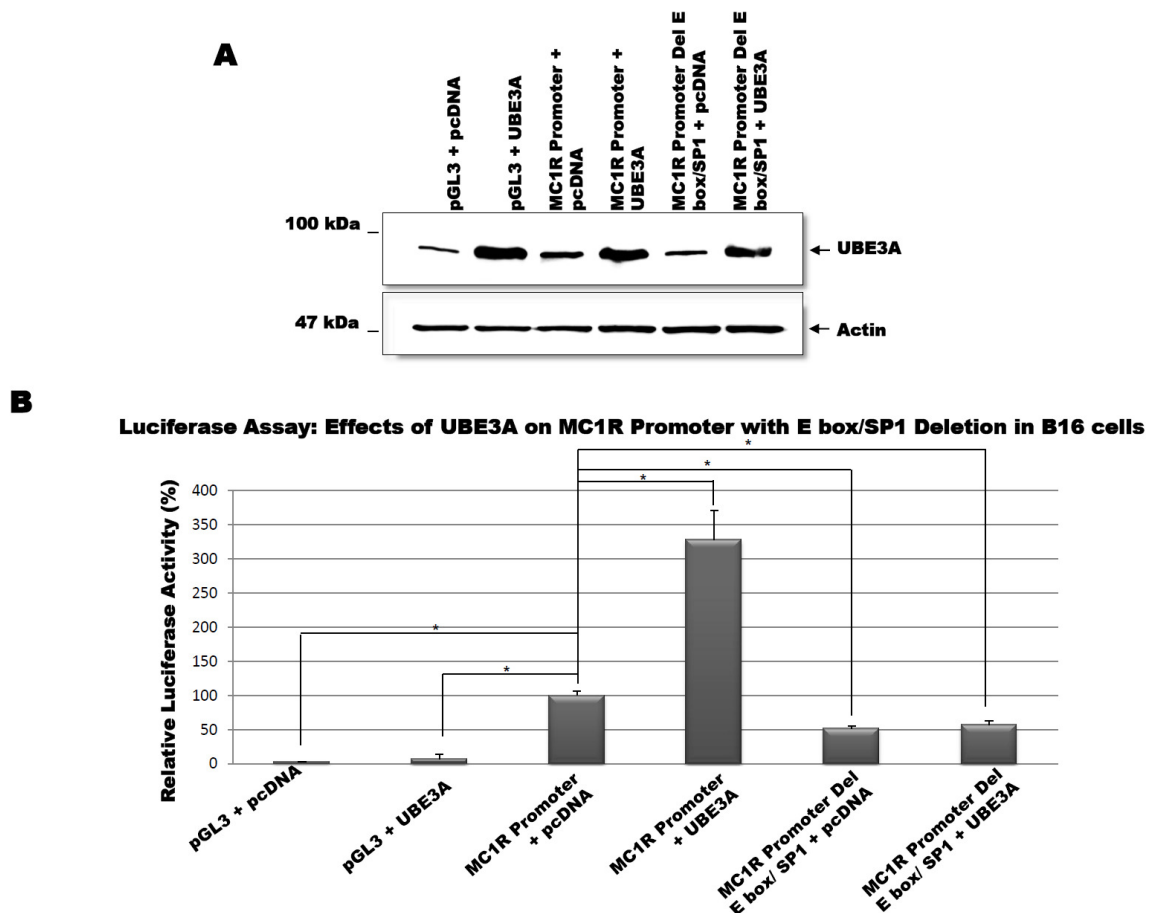 A
pGL3 + pcDNA
pGL3 + UBE3A
MC1R Promoter +
pcDNA
MC1R Promoter +
UBE3A
MC1R Promoter Del E
box/SP1 + pcDNA
MC1R Promoter Del E
box/SP1 + UBE3A
100 kDa
UBE3A
47 kDa
Actin
B
Luciferase Assay: Effects of UBE3A on MC1R Promoter with E box/SP1 Deletion in B16 cells
*
*
*
*
*
Relative Luciferase Activity (%)
400
350
300
250
200
150
100
50
0
pGL3 + pcDNA
pGL3 + UBE3A
MC1R Promoter
+ pcDNA
MC1R Promoter
+ UBE3A
MC1R Promoter Del
E box/ SP1 + pcDNA
MC1R Promoter Del
E box/ SP1 + UBE3A